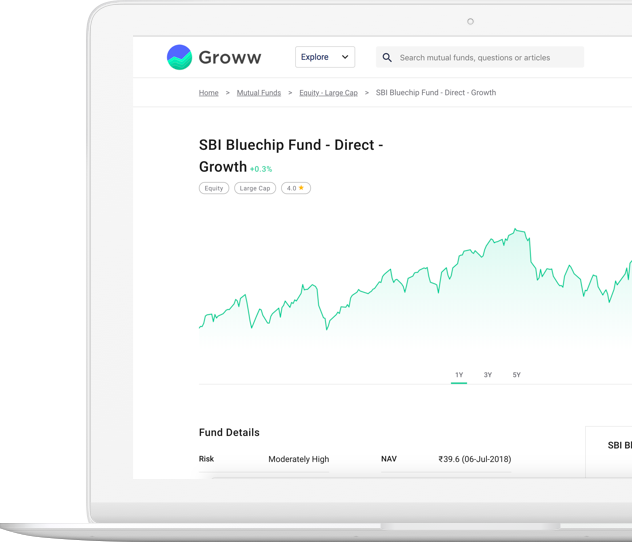 Groww
Explore
Search mutual funds, questions or articles
Home > Mutual Funds > Equity - Large Cap > SBI Bluechip Fund - Direct - Growth
SBI Bluechip Fund - Direct -
Growth +0.3%
Equity Large Cap 4.0 ★
1Y 3Y 5Y
Fund Details
Risk Moderately High NAV ₹39.6 (06-Jul-2018)
SBI